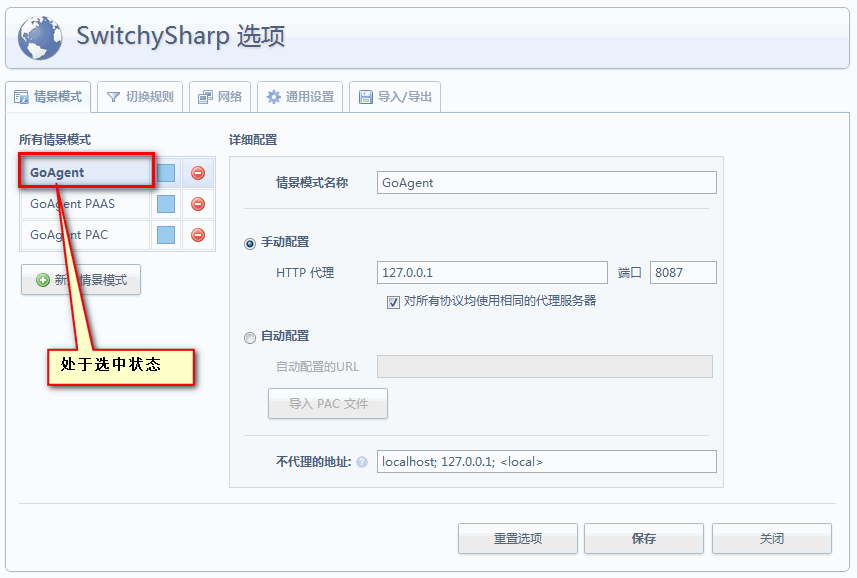 SwitchySharp 选项
情景模式
切换规则
网络
通用设置
导入/导出
所有情景模式
GoAgent
GoAgent PAAS
GoAgent PAC
情景模式
处于选中状态
详细配置
情景模式名称
GoAgent
手动配置
HTTP 代理
127.0.0.1
端口
8087
对所有协议均使用相同的代理服务器
自动配置
自动配置的URL
导入 PAC 文件
不代理的地址:
?
localhost; 127.0.0.1; <local>
重置选项
保存
关闭